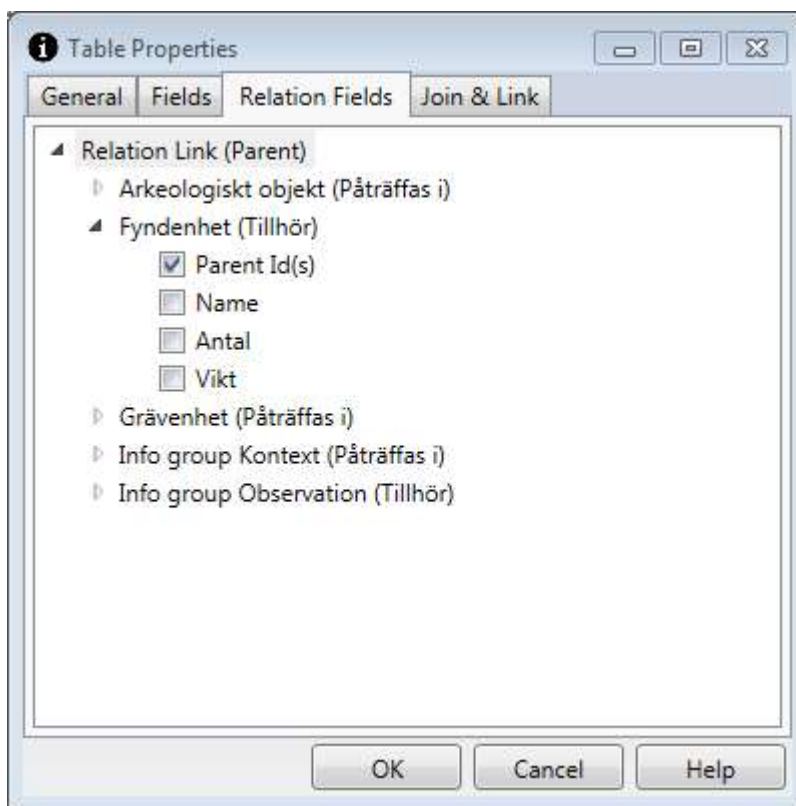 Table Properties
General Fields Relation Fields Join & Link
Relation Link (Parent)
Arkeologiskt objekt (Påträffas i)
Fyndenhet (Tillhör)
Parent Id(s)
Name
Antal
Vikt
Grävenhet (Påträffas i)
Info group Kontext (Påträffas i)
Info group Observation (Tillhör)
OK Cancel Help